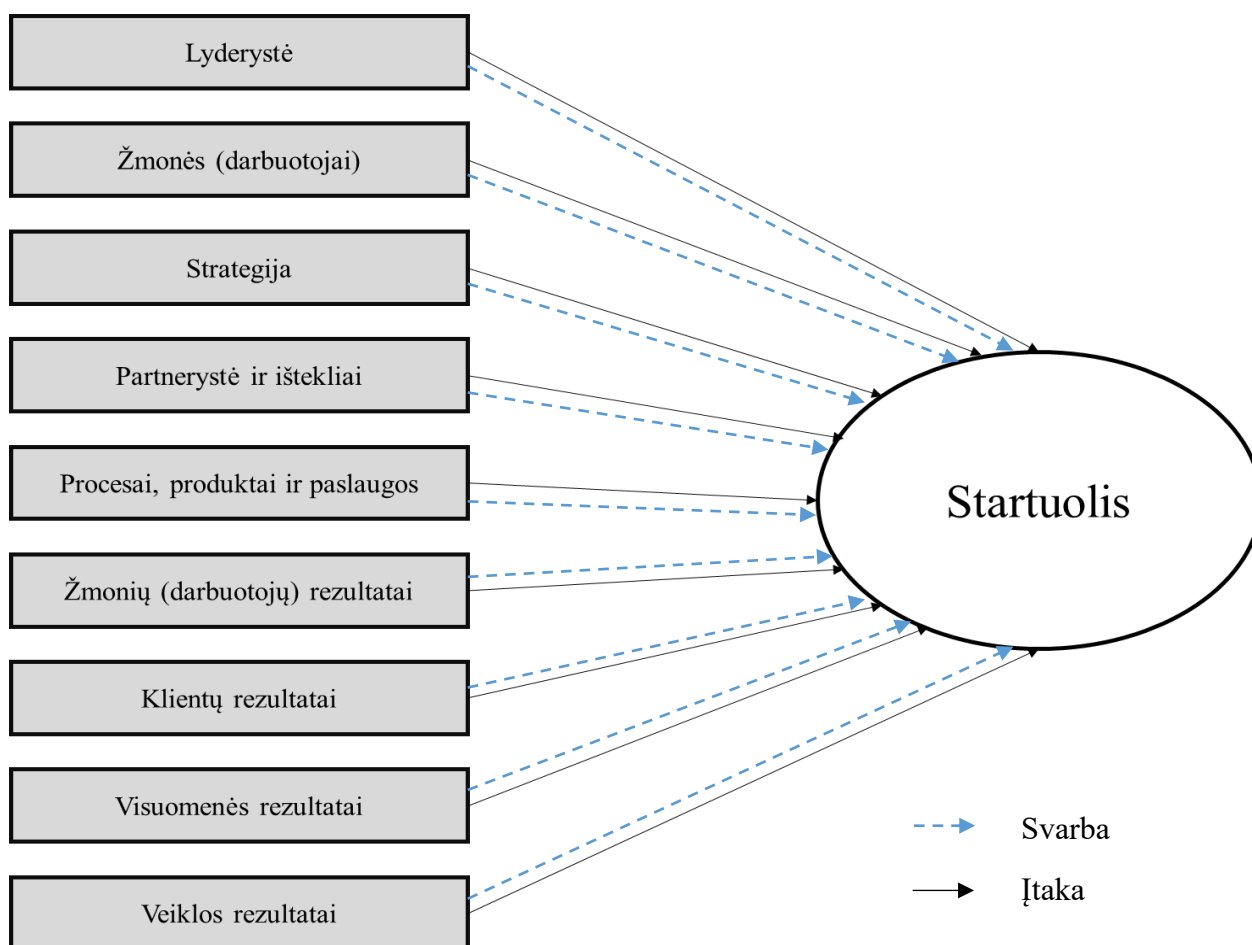 Lyderystė
Žmonės (darbuotojai)
Strategija
Partnerystė ir ištekliai
Procesai, produktai ir paslaugos
Startuolis
Žmonių (darbuotojų) rezultatai
Klientų rezultatai
Visuomenės rezultatai
Veiklos rezultatai
Svarba
Įtaka